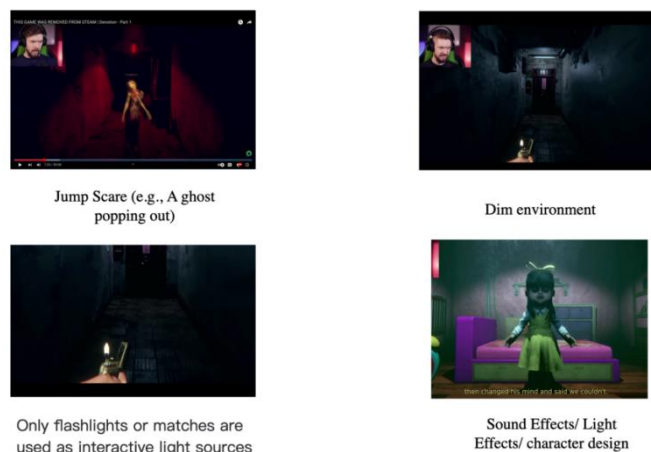 THIS GAME WAS REMOVED FROM STEAM | Devotion - Part 1
Jump Scare (e.g., A ghost
popping out)
Dim environment
Only flashlights or matches are
used as interactive light sources
then changed his mind and said we couldn't.
Sound Effects/ Light
Effects/ character design